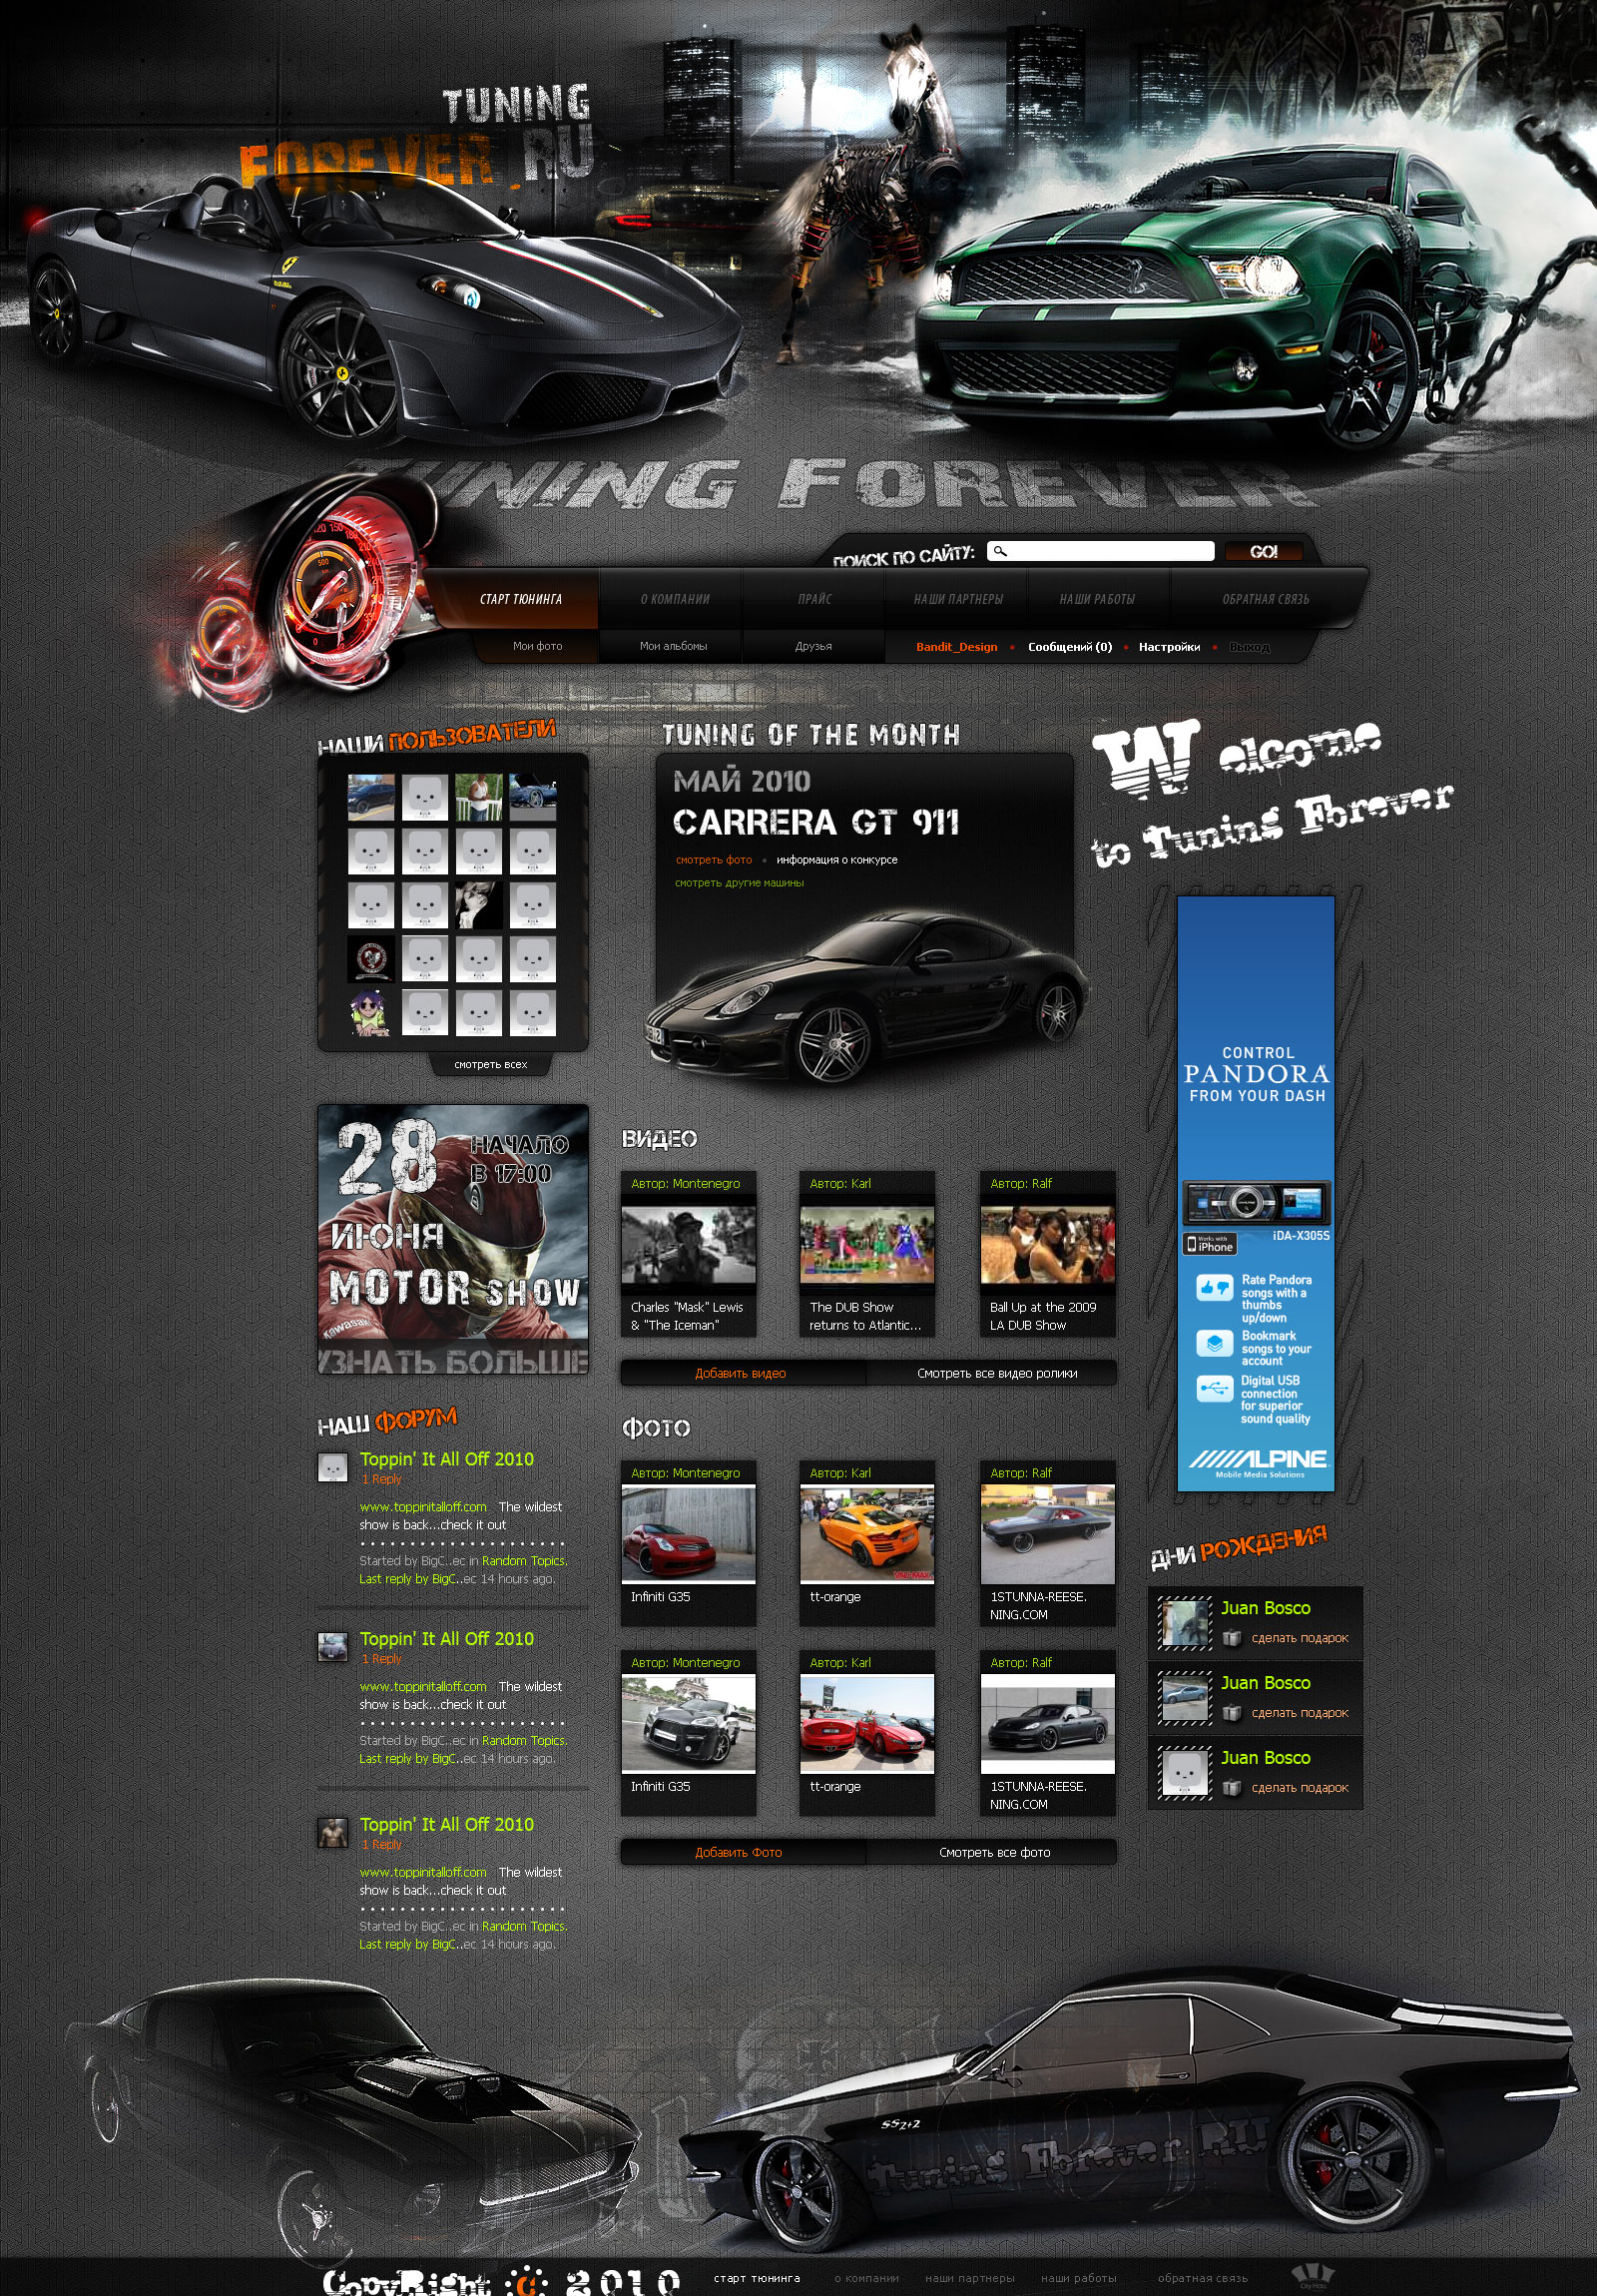 TUNING
FOREVER .RU
TUNING FOREVER
ПОИСК ПО САЙТУ:
GO!
СТАРТ ТЮНИНГА
О КОМПАНИИ
ПРАЙС
НАШИ ПАРТНЕРЫ
НАШИ РАБОТЫ
ОБРАТНАЯ СВЯЗЬ
Мои фото
Мои альбомы
Друзья
Bandit_Design
Сообщений (0)
Настройки
Выход
НАШИ ПОЛЬЗОВАТЕЛИ
смотреть всех
TUNING OF THE MONTH
МАЙ 2010
CARRERA GT 911
смотреть фото
информация о конкурсе
смотреть другие машины
Welcome
to Tuning Forever
28
НАЧАЛО
В 17:00
ИЮНЯ
MOTOR SHOW
Kawasaki
УЗНАТЬ БОЛЬШЕ
ВИДЕО
Автор: Montenegro
Автор: Karl
Автор: Ralf
Charles "Mask" Lewis
& "The Iceman"
The DUB Show
returns to Atlantic...
Ball Up at the 2009
LA DUB Show
Добавить видео
Смотреть все видео ролики
CONTROL
PANDORA
FROM YOUR DASH
iDA-X305S
Works with
iPhone
Rate Pandora
songs with a
thumbs
up/down
Bookmark
songs to your
account
Digital USB
connection
for superior
sound quality
ALPINE
Mobile Media Solutions
НАШ ФОРУМ
Toppin' It All Off 2010
1 Reply
www.toppinitalloff.com The wildest
show is back...check it out
Started by BigC..ec in Random Topics.
Last reply by BigC..ec 14 hours ago.
Toppin' It All Off 2010
1 Reply
www.toppinitalloff.com The wildest
show is back...check it out
Started by BigC..ec in Random Topics.
Last reply by BigC..ec 14 hours ago.
Toppin' It All Off 2010
1 Reply
www.toppinitalloff.com The wildest
show is back...check it out
Started by BigC..ec in Random Topics.
Last reply by BigC..ec 14 hours ago.
ФОТО
Автор: Montenegro
Автор: Karl
Автор: Ralf
Infiniti G35
tt-orange
1STUNNA-REESE.
NING.COM
Автор: Montenegro
Автор: Karl
Автор: Ralf
Infiniti G35
tt-orange
1STUNNA-REESE.
NING.COM
Добавить Фото
Смотреть все фото
ДНИ РОЖДЕНИЯ
Juan Bosco
сделать подарок
Juan Bosco
сделать подарок
Juan Bosco
сделать подарок
SS2+2
Tuning Forever.RU
CopyRight
2010
старт тюнинга
о компании
наши партнеры
наши работы
обратная связь